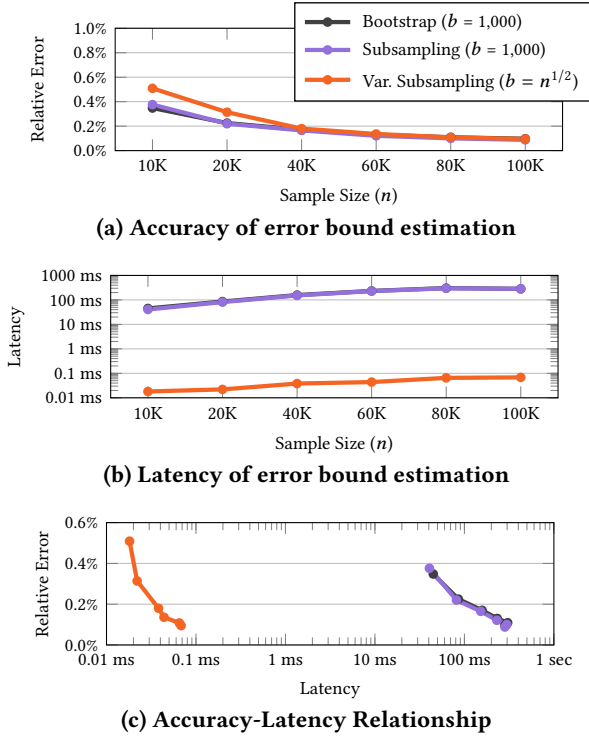 Bootstrap (b = 1,000)
Subsampling (b = 1,000)
Var. Subsampling (b = n^{1/2})
Relative Error
1.0%
0.8%
0.6%
0.4%
0.2%
0.0%
10K 20K 40K 60K 80K 100K
Sample Size (n)
(a) Accuracy of error bound estimation
Latency
1000 ms
100 ms
10 ms
1 ms
0.1 ms
0.01 ms
10K 20K 40K 60K 80K 100K
Sample Size (n)
(b) Latency of error bound estimation
Relative Error
0.6%
0.4%
0.2%
0.0%
0.01 ms 0.1 ms 1 ms 10 ms 100 ms 1 sec
Latency
(c) Accuracy-Latency Relationship